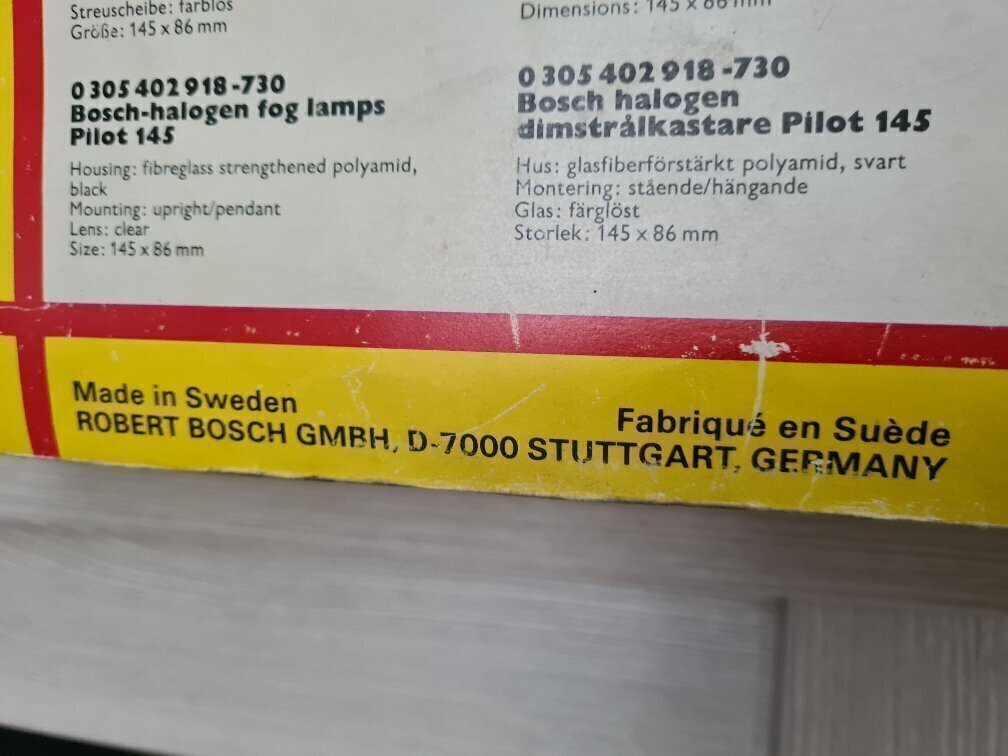 Streuscheibe: farblos
Größe: 145 x 86 mm
Dimensions: 145 x 86 mm
0 305 402 918 -730
Bosch-halogen fog lamps
Pilot 145
Housing: fibreglass strengthened polyamid,
black
Mounting: upright/pendant
Lens: clear
Size: 145 x 86 mm
0 305 402 918 -730
Bosch halogen
dimstrålkastare Pilot 145
Hus: glasfiberförstärkt polyamid, svart
Montering: stående/hängande
Glas: färglöst
Storlek: 145 x 86 mm
Made in Sweden
Fabriqué en Suède
ROBERT BOSCH GMBH, D-7000 STUTTGART, GERMANY